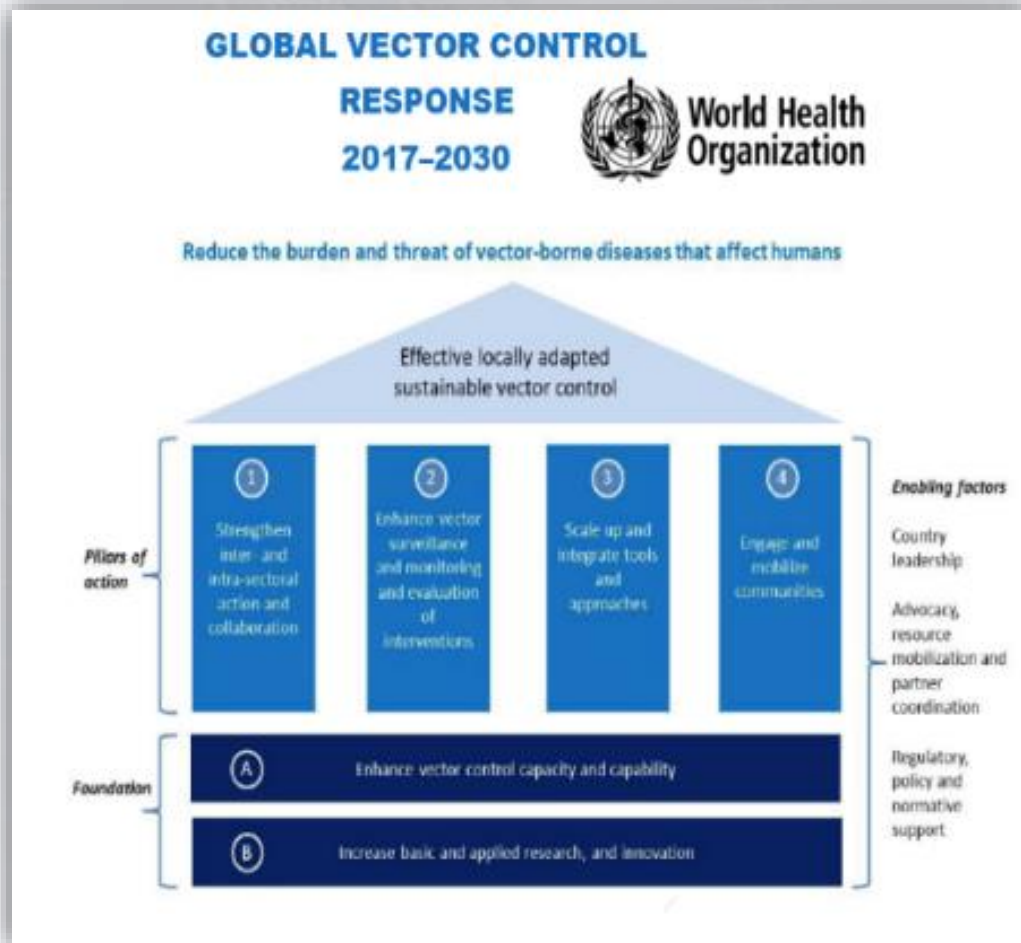 GLOBAL VECTOR CONTROL
RESPONSE
2017–2030
World Health
Organization
Reduce the burden and threat of vector-borne diseases that affect humans
Effective locally adapted
sustainable vector control
Pillars of
action
1
Strengthen
inter- and
intra-sectoral
action and
collaboration
2
Enhance vector
surveillance
and monitoring
and evaluation
of
interventions
3
Scale up and
integrate tools
and
approaches
4
Engage and
mobilize
communities
Enabling factors
Country
leadership
Advocacy,
resource
mobilization and
partner
coordination
Regulatory,
policy and
normative
support
Foundation
A
Enhance vector control capacity and capability
B
Increase basic and applied research, and innovation